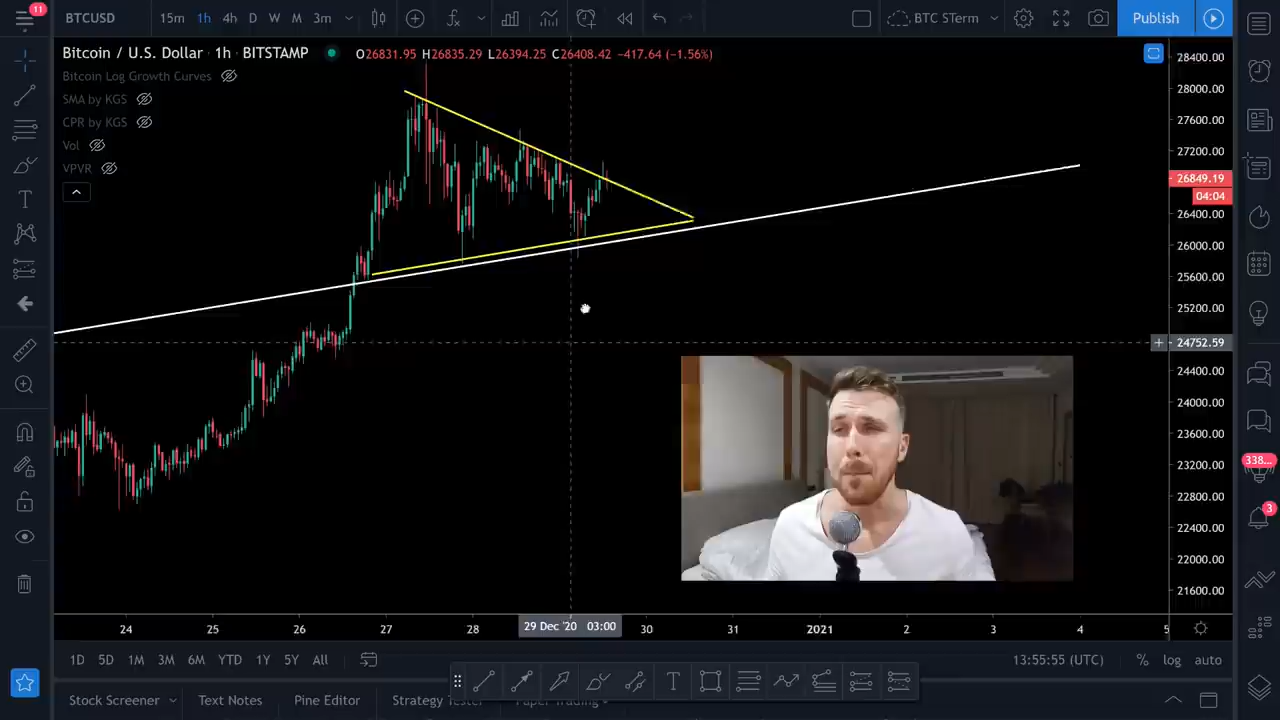 11
BTCUSD
15m 1h 4h D W M 3m
BTC STerm
Publish
Bitcoin / U.S. Dollar · 1h · BITSTAMP
O26831.95 H26835.29 L26394.25 C26408.42 −417.64 (−1.56%)
Bitcoin Log Growth Curves
SMA by KGS
CPR by KGS
Vol
VPVR
28400.00
28000.00
27600.00
27200.00
26849.19
04:04
26400.00
26000.00
25600.00
25200.00
24752.59
24400.00
24000.00
23600.00
23200.00
22800.00
22400.00
22000.00
21600.00
338...
3
24 25 26 27 28 29 Dec '20 03:00 30 31 2021 2 3 4 5
1D 5D 1M 3M 6M YTD 1Y 5Y All
13:55:55 (UTC) % log auto
T
Stock Screener Text Notes Pine Editor Strategy Tester Paper Trading